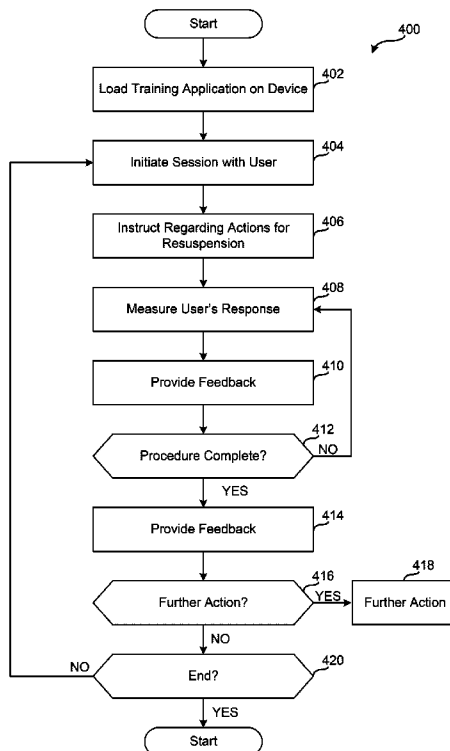 Start
400
402
Load Training Application on Device
404
Initiate Session with User
406
Instruct Regarding Actions for
Resuspension
408
Measure User's Response
410
Provide Feedback
412
Procedure Complete?
NO
YES
414
Provide Feedback
416
Further Action?
YES
418
Further Action
NO
420
NO
End?
YES
Start